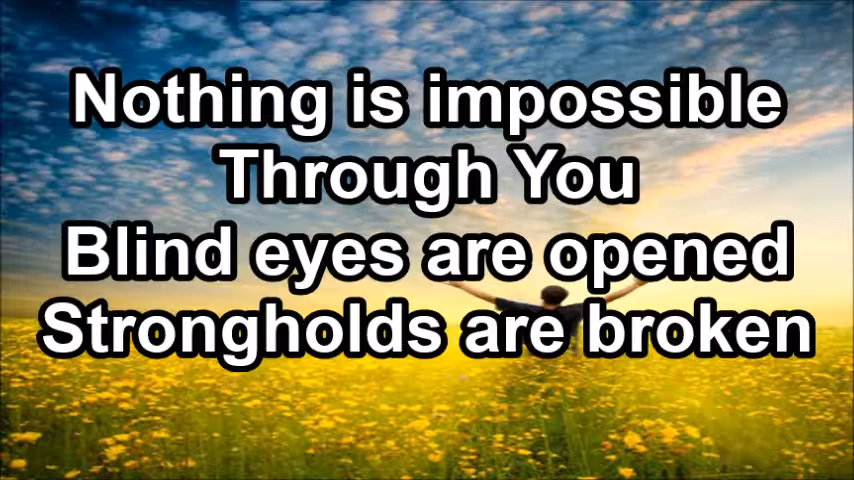 Nothing is impossible
Through You
Blind eyes are opened
Strongholds are broken